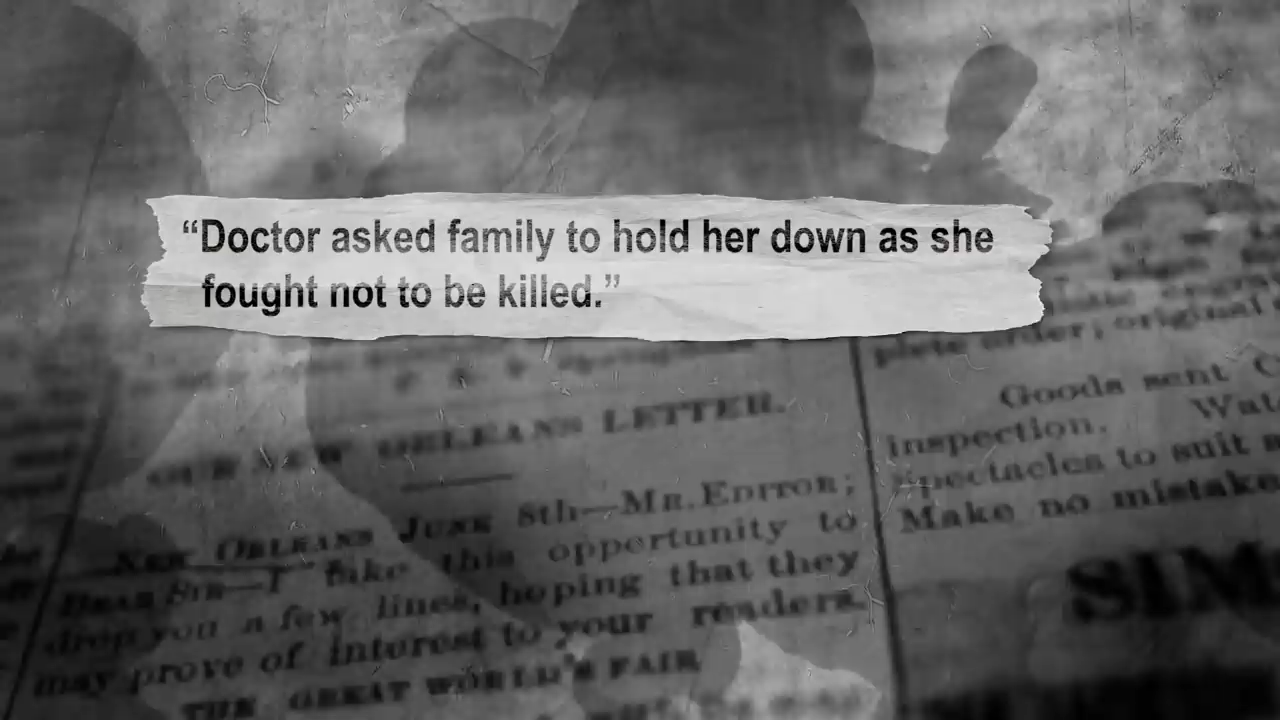 “Doctor asked family to hold her down as she
fought not to be killed.”
plete order; original
Goods sent
inspection. Wat
spectacles to suit
Make no mistake
SIM
OUR NEW ORLEANS LETTER.
NEW ORLEANS JUNE 8th—MR. EDITOR;
DEAR SIR—I take this opportunity to
drop you a few lines, hoping that they
may prove of interest to your readers.
THE GREAT WORLD'S FAIR